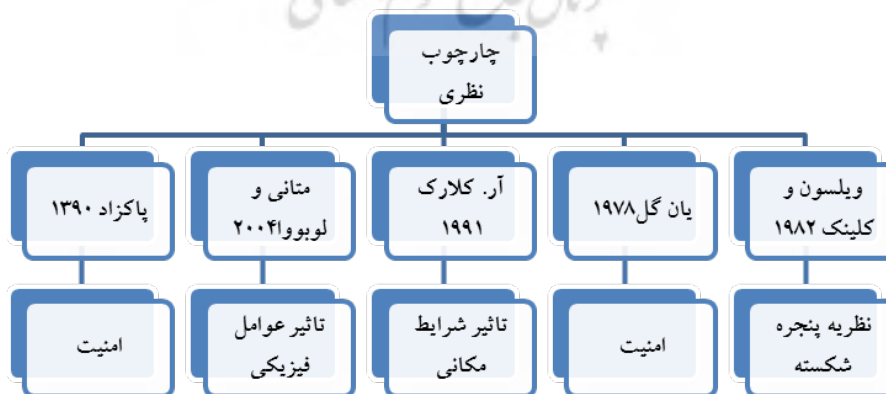 چارچوب
نظری
ویلسون و
کلینک ۱۹۸۲
یان گل۱۹۷۸
آر. کلارک
۱۹۹۱
متانی و
لوبووا۲۰۰۴
پاکزاد ۱۳۹۰
نظریه پنجره
شکسته
امنیت
تاثیر شرایط
مکانی
تاثیر عوامل
فیزیکی
امنیت